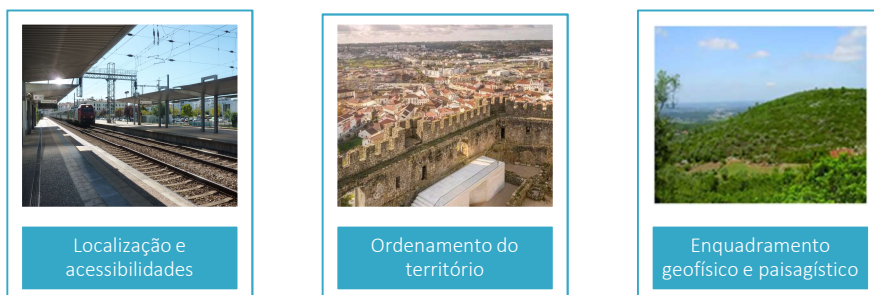 Localização e
acessibilidades
Ordenamento do
território
Enquadramento
geofísico e paisagístico